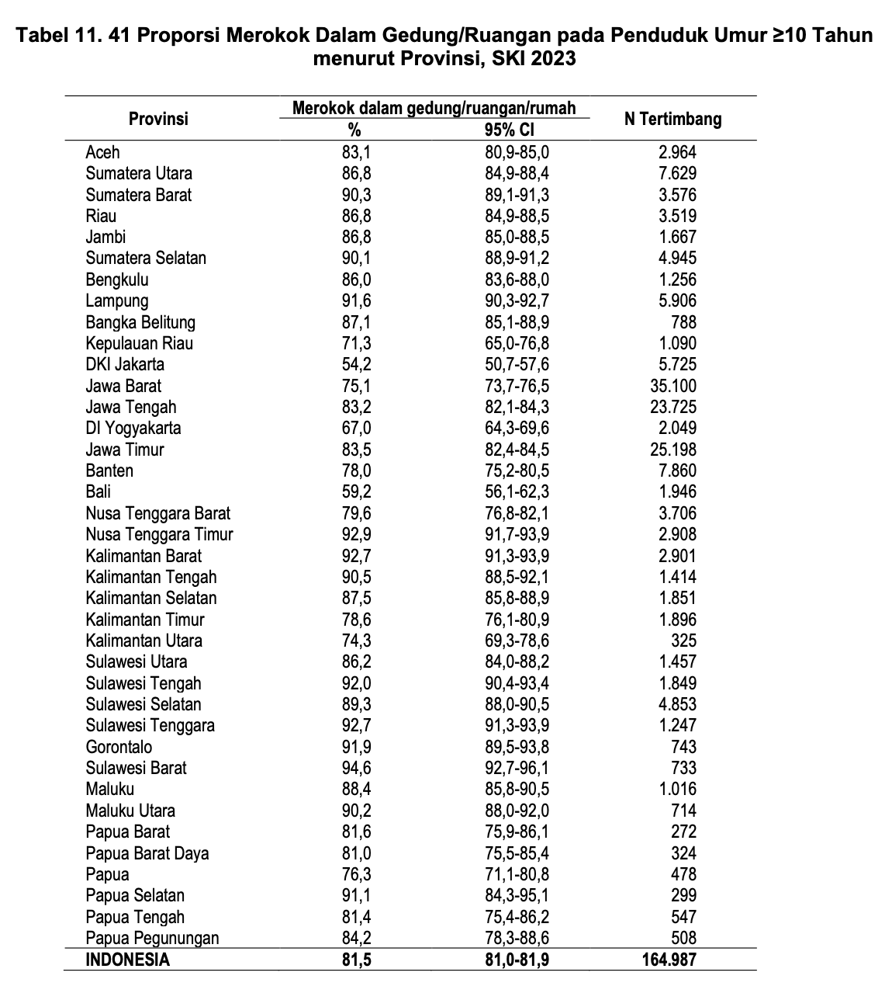 Tabel 11. 41 Proporsi Merokok Dalam Gedung/Ruangan pada Penduduk Umur ≥10 Tahun
menurut Provinsi, SKI 2023
Provinsi Merokok dalam gedung/ruangan/rumah N Tertimbang
% 95% CI
Aceh 83,1 80,9-85,0 2.964
Sumatera Utara 86,8 84,9-88,4 7.629
Sumatera Barat 90,3 89,1-91,3 3.576
Riau 86,8 84,9-88,5 3.519
Jambi 86,8 85,0-88,5 1.667
Sumatera Selatan 90,1 88,9-91,2 4.945
Bengkulu 86,0 83,6-88,0 1.256
Lampung 91,6 90,3-92,7 5.906
Bangka Belitung 87,1 85,1-88,9 788
Kepulauan Riau 71,3 65,0-76,8 1.090
DKI Jakarta 54,2 50,7-57,6 5.725
Jawa Barat 75,1 73,7-76,5 35.100
Jawa Tengah 83,2 82,1-84,3 23.725
DI Yogyakarta 67,0 64,3-69,6 2.049
Jawa Timur 83,5 82,4-84,5 25.198
Banten 78,0 75,2-80,5 7.860
Bali 59,2 56,1-62,3 1.946
Nusa Tenggara Barat 79,6 76,8-82,1 3.706
Nusa Tenggara Timur 92,9 91,7-93,9 2.908
Kalimantan Barat 92,7 91,3-93,9 2.901
Kalimantan Tengah 90,5 88,5-92,1 1.414
Kalimantan Selatan 87,5 85,8-88,9 1.851
Kalimantan Timur 78,6 76,1-80,9 1.896
Kalimantan Utara 74,3 69,3-78,6 325
Sulawesi Utara 86,2 84,0-88,2 1.457
Sulawesi Tengah 92,0 90,4-93,4 1.849
Sulawesi Selatan 89,3 88,0-90,5 4.853
Sulawesi Tenggara 92,7 91,3-93,9 1.247
Gorontalo 91,9 89,5-93,8 743
Sulawesi Barat 94,6 92,7-96,1 733
Maluku 88,4 85,8-90,5 1.016
Maluku Utara 90,2 88,0-92,0 714
Papua Barat 81,6 75,9-86,1 272
Papua Barat Daya 81,0 75,5-85,4 324
Papua 76,3 71,1-80,8 478
Papua Selatan 91,1 84,3-95,1 299
Papua Tengah 81,4 75,4-86,2 547
Papua Pegunungan 84,2 78,3-88,6 508
INDONESIA 81,5 81,0-81,9 164.987